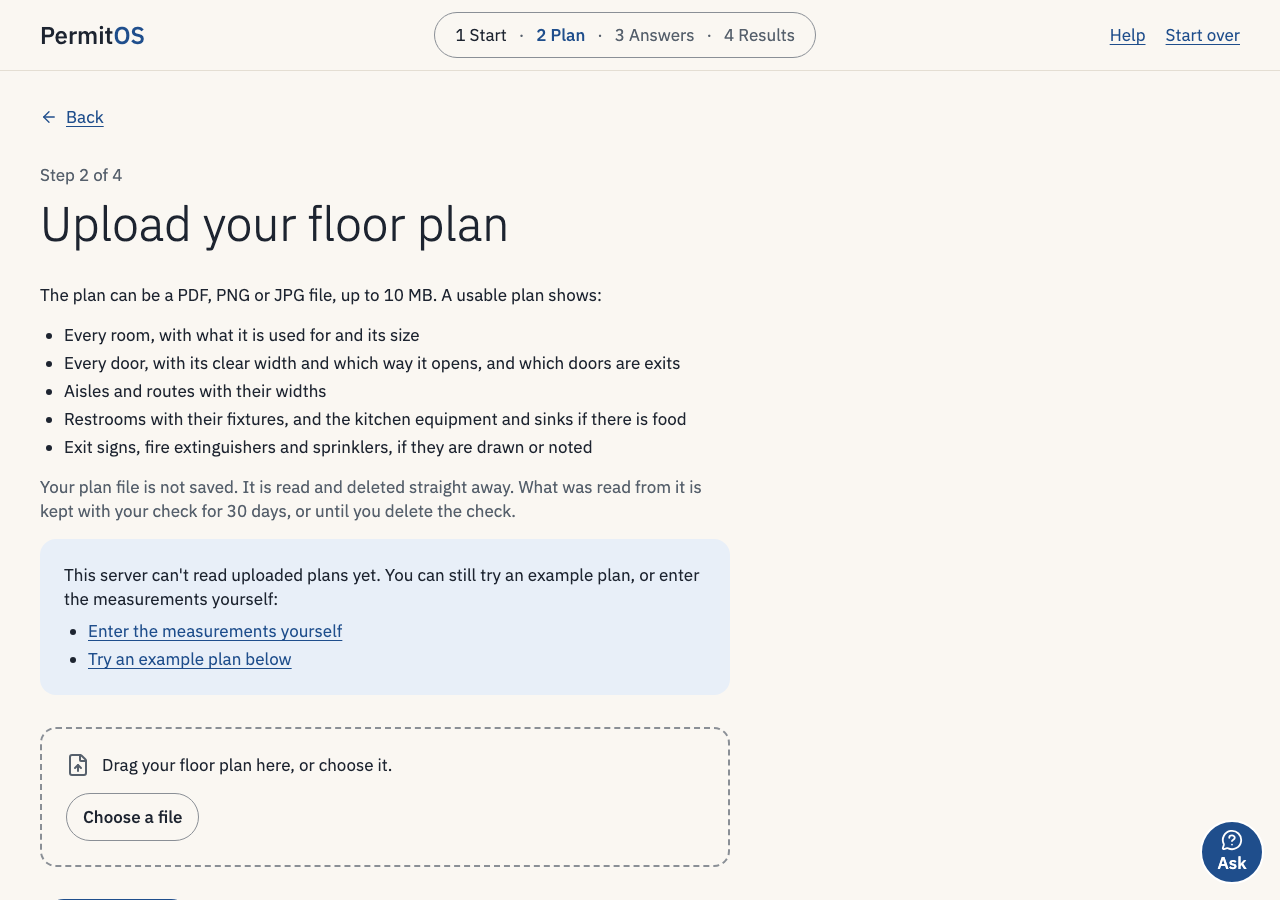 PermitOS
1 Start · 2 Plan · 3 Answers · 4 Results
Help
Start over
Back
Step 2 of 4
Upload your floor plan
The plan can be a PDF, PNG or JPG file, up to 10 MB. A usable plan shows:
Every room, with what it is used for and its size
Every door, with its clear width and which way it opens, and which doors are exits
Aisles and routes with their widths
Restrooms with their fixtures, and the kitchen equipment and sinks if there is food
Exit signs, fire extinguishers and sprinklers, if they are drawn or noted
Your plan file is not saved. It is read and deleted straight away. What was read from it is
kept with your check for 30 days, or until you delete the check.
This server can't read uploaded plans yet. You can still try an example plan, or enter
the measurements yourself:
Enter the measurements yourself
Try an example plan below
Drag your floor plan here, or choose it.
Choose a file
Ask